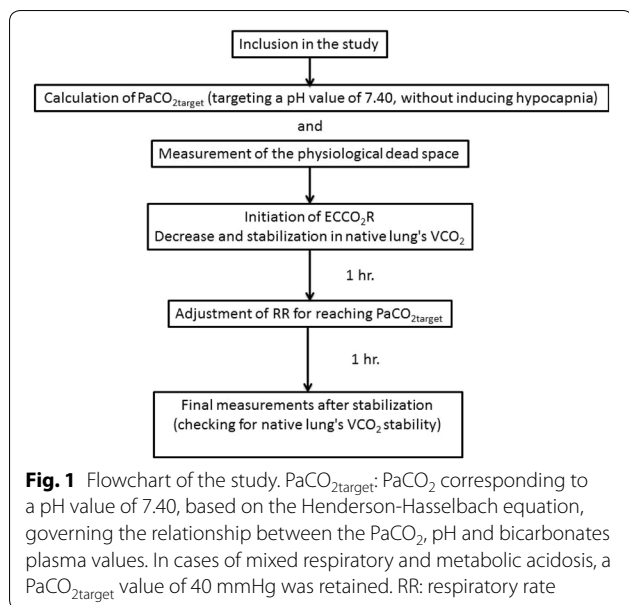 Inclusion in the study
Calculation of PaCO2target (targeting a pH value of 7.40, without inducing hypocapnia)
and
Measurement of the physiological dead space
Initiation of ECCO2R
Decrease and stabilization in native lung's VCO2
1 hr.
Adjustment of RR for reaching PaCO2target
1 hr.
Final measurements after stabilization
(checking for native lung's VCO2 stability)
Fig. 1 Flowchart of the study. PaCO2target: PaCO2 corresponding to
a pH value of 7.40, based on the Henderson-Hasselbach equation,
governing the relationship between the PaCO2, pH and bicarbonates
plasma values. In cases of mixed respiratory and metabolic acidosis, a
PaCO2target value of 40 mmHg was retained. RR: respiratory rate